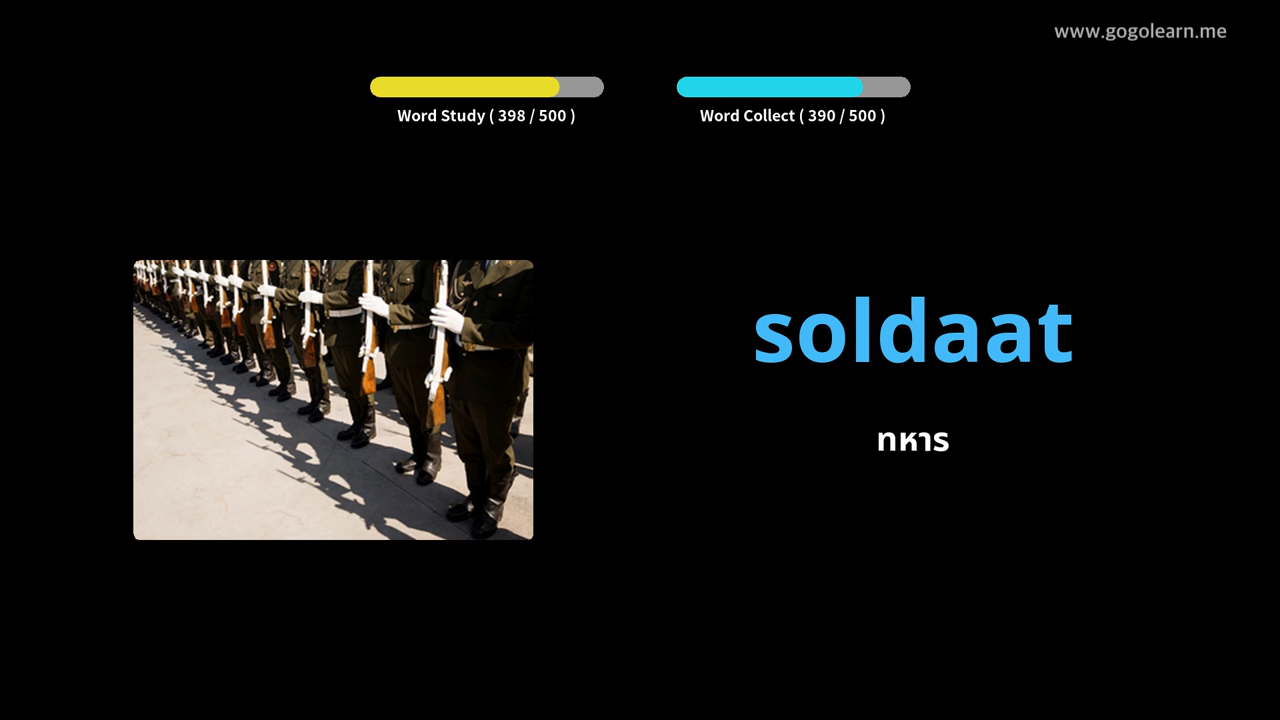 www.gogolearn.me
Word Study ( 398 / 500 )
Word Collect ( 390 / 500 )
soldaat
ทหาร